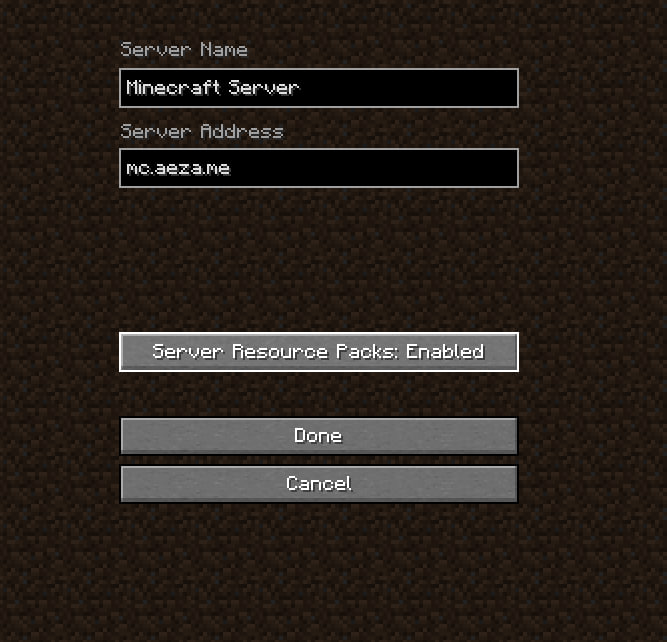 Server Name
Minecraft Server
Server Address
mc.aeza.me
Server Resource Packs: Enabled
Done
Cancel